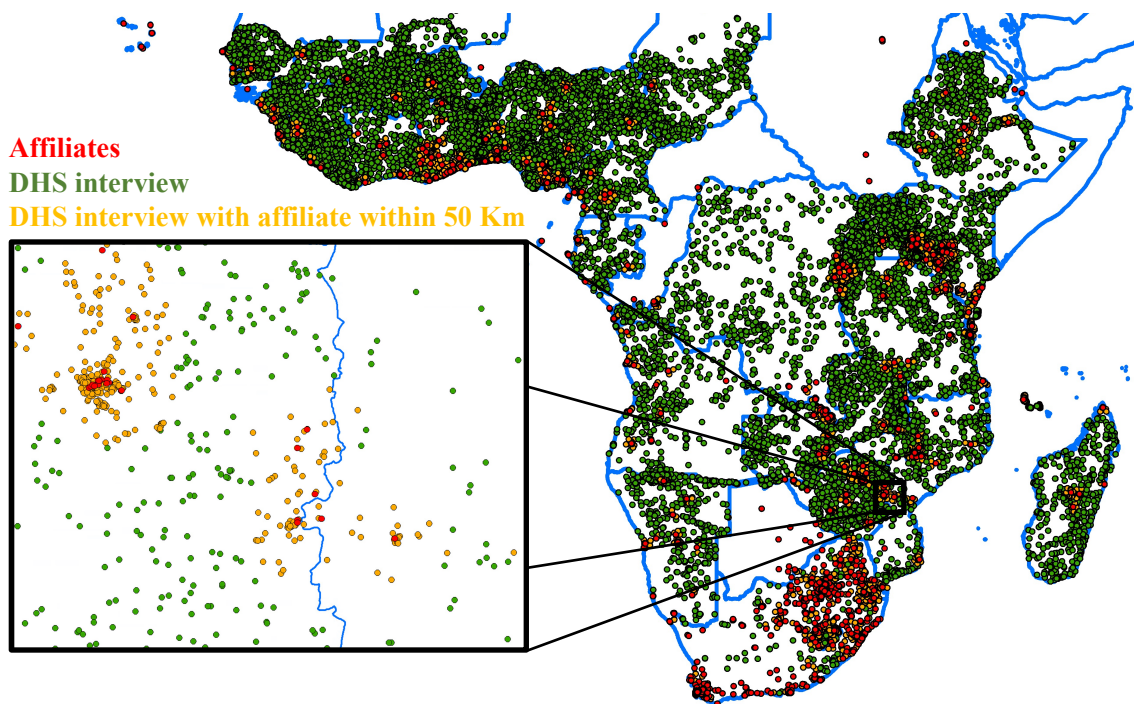 Affiliates
DHS interview
DHS interview with affiliate within 50 Km